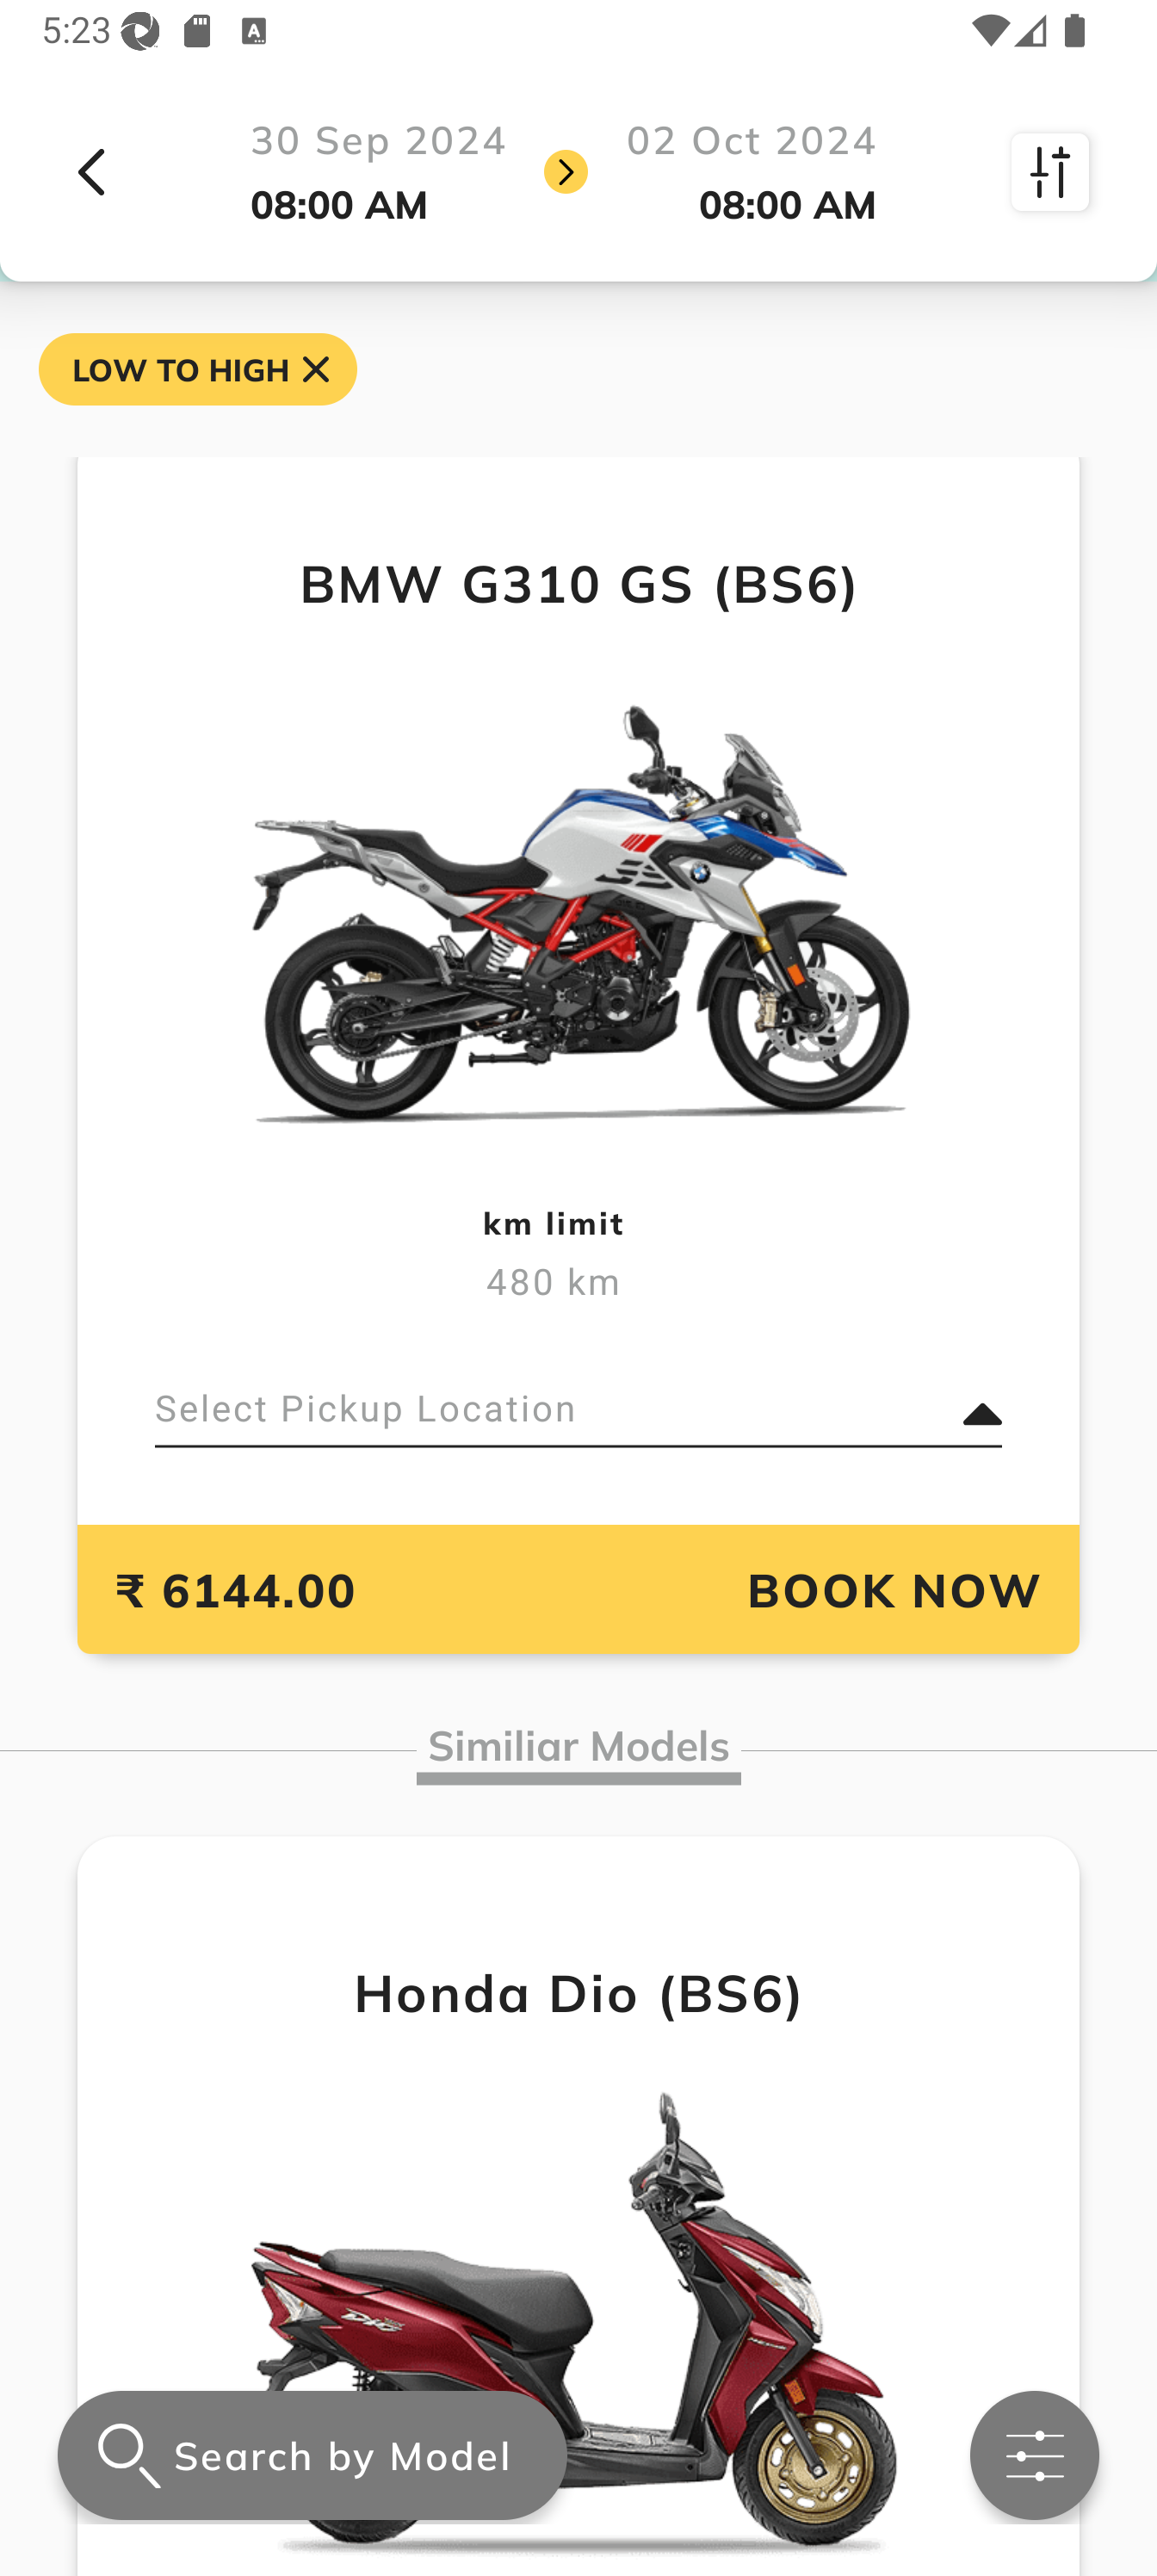 5:23
30 Sep 2024
02 Oct 2024
08:00 AM
08:00 AM
LOW TO HIGH
BMW G310 GS (BS6)
km limit
480 km
Select Pickup Location
₹ 6144.00
BOOK NOW
Similiar Models
Honda Dio (BS6)
Search by Model